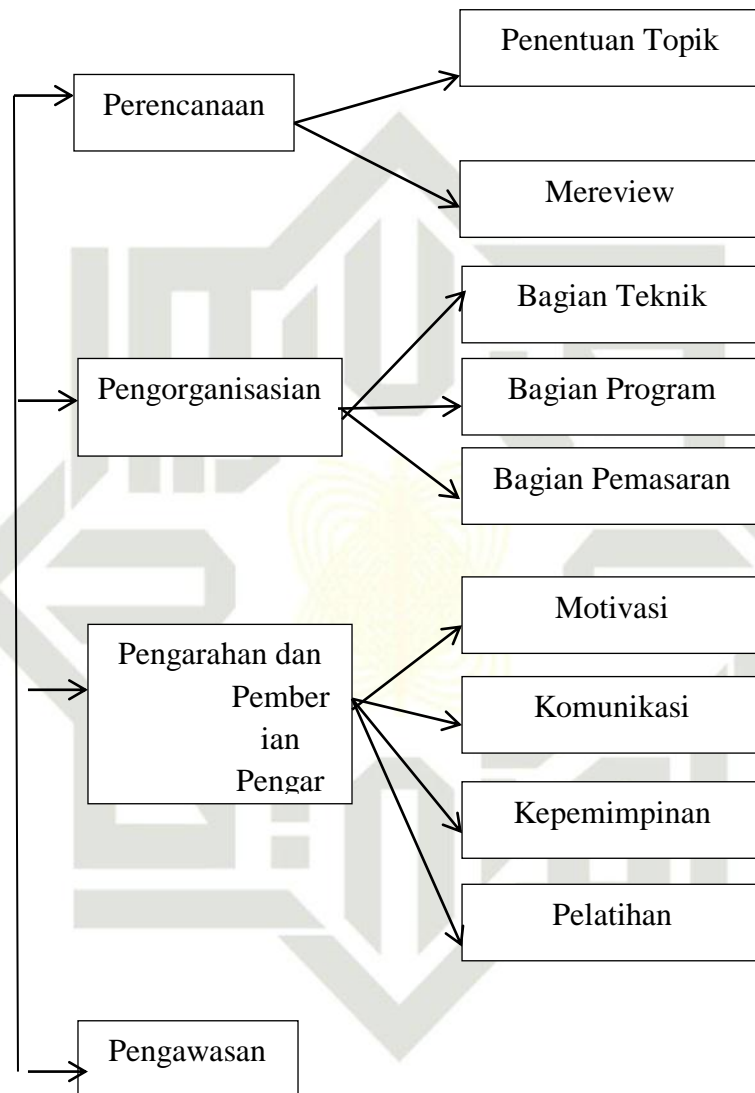 Penentuan Topik
Perencanaan
Mereview
Bagian Teknik
Pengorganisasian
Bagian Program
Bagian Pemasaran
Motivasi
Pengarahan dan
Pember
ian
Pengar
Komunikasi
Kepemimpinan
Pelatihan
Pengawasan